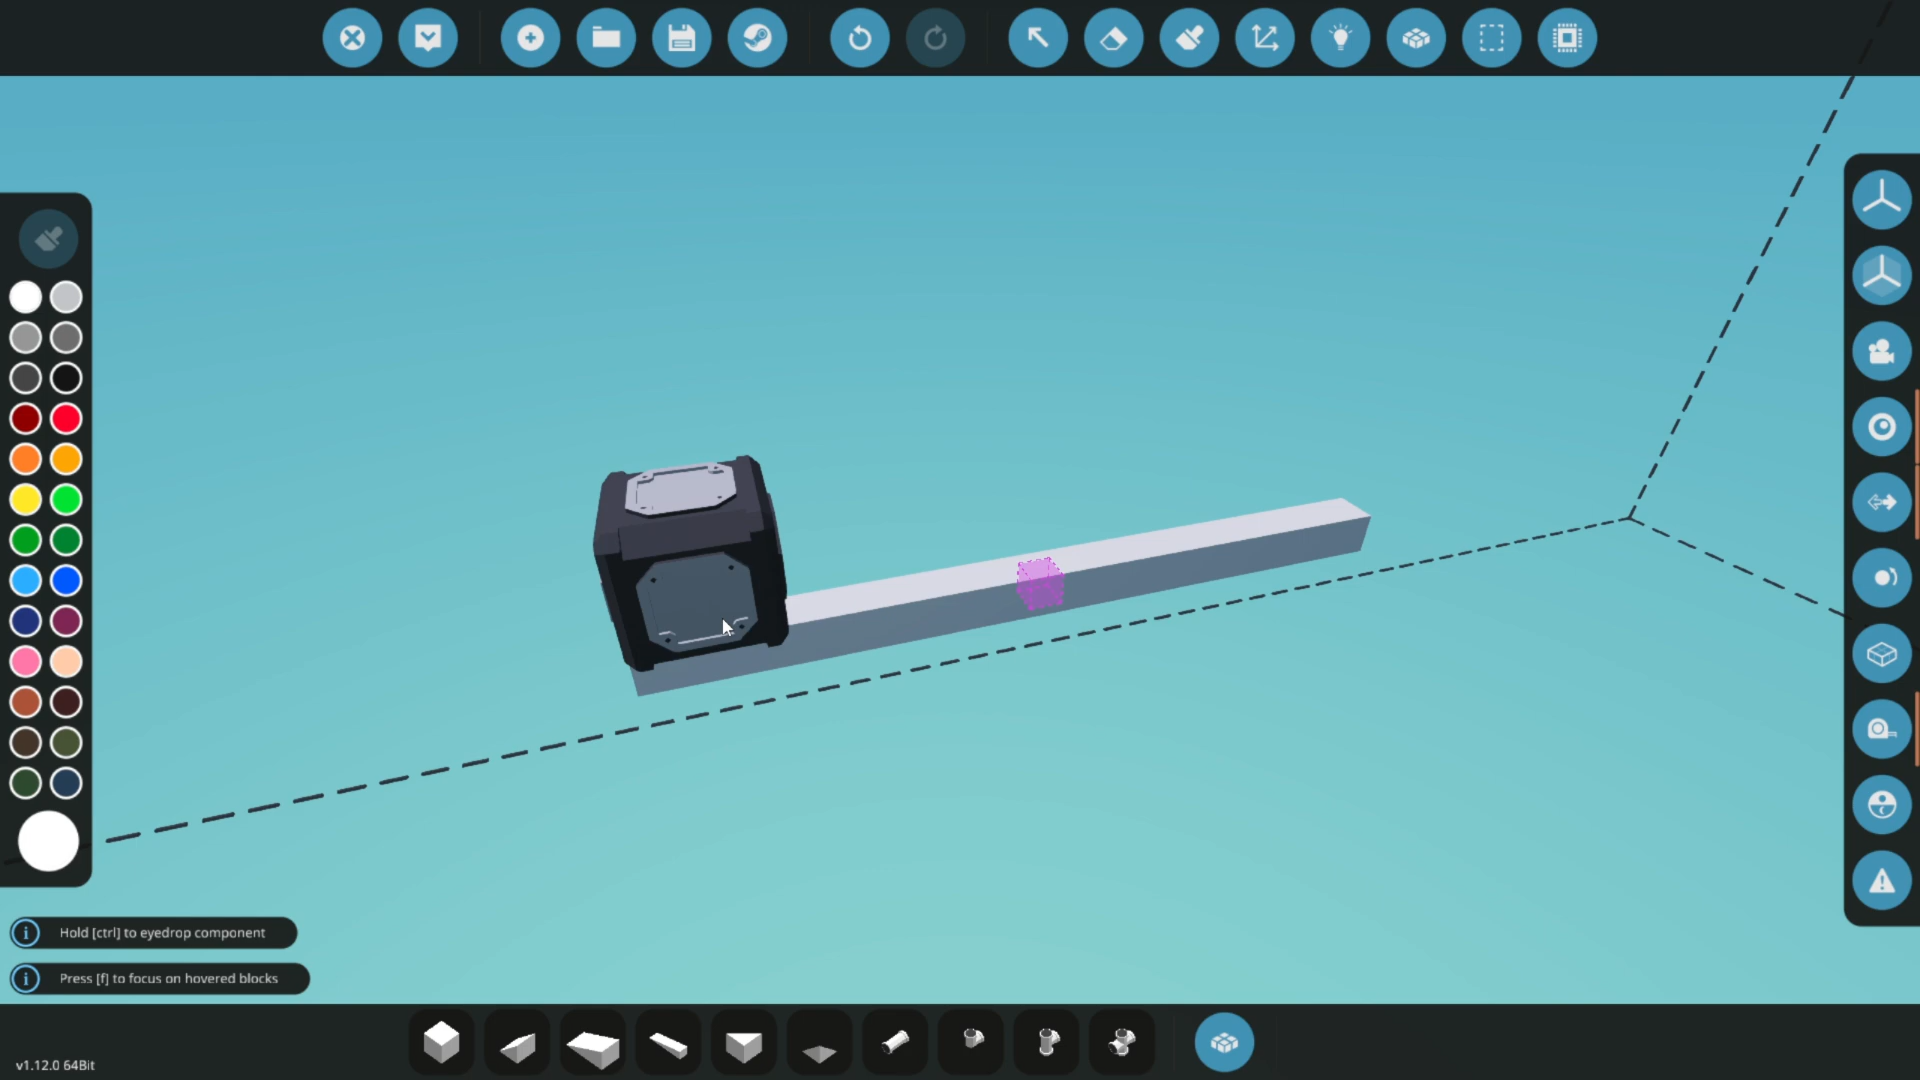 Hold [ctrl] to eyedrop component
Press [f] to focus on hovered blocks
v1.12.0 64Bit